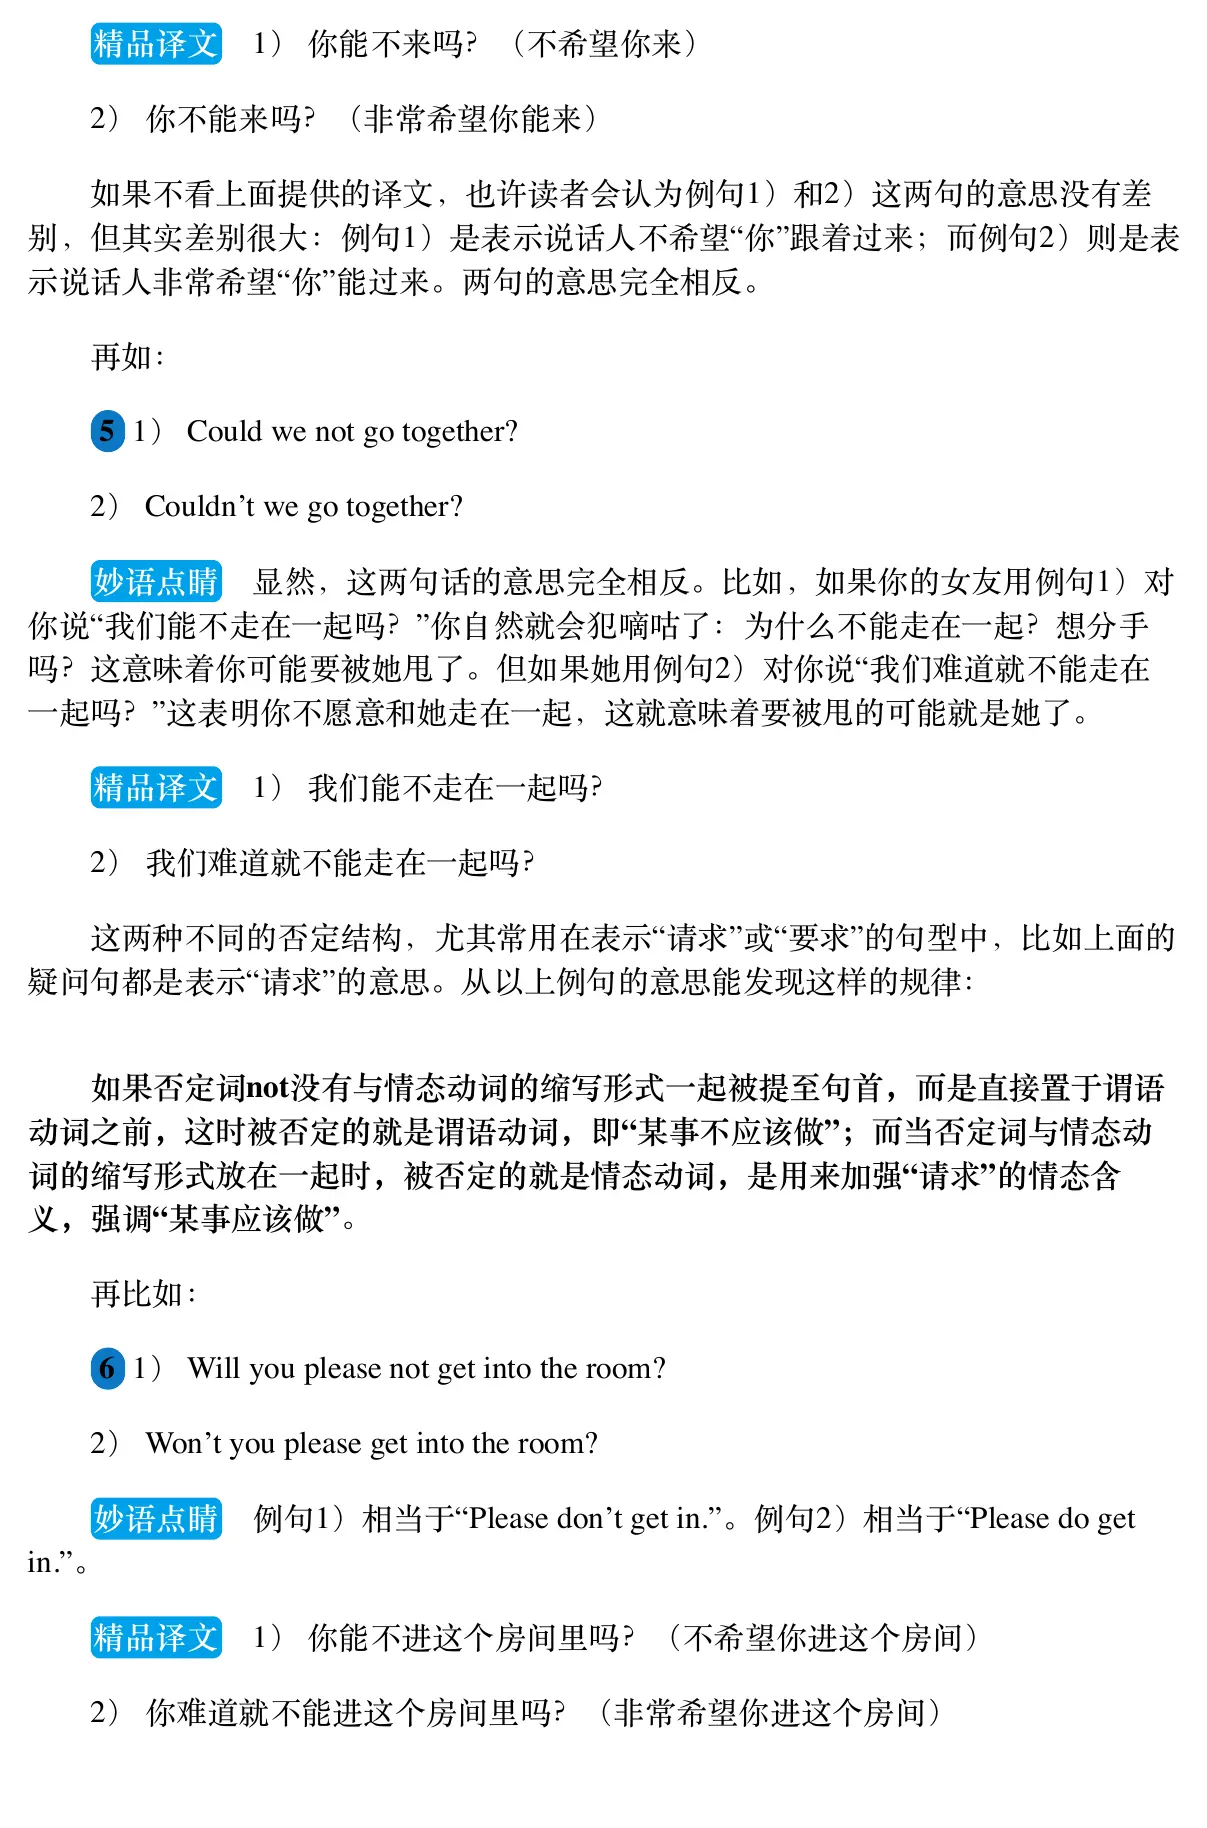 精品译文 1） 你能不来吗？（不希望你来）
2） 你不能来吗？（非常希望你能来）
如果不看上面提供的译文，也许读者会认为例句1）和2）这两句的意思没有差
别，但其实差别很大：例句1）是表示说话人不希望“你”跟着过来；而例句2）则是表
示说话人非常希望“你”能过来。两句的意思完全相反。
再如：
5 1） Could we not go together?
2） Couldn’t we go together?
妙语点睛 显然，这两句话的意思完全相反。比如，如果你的女友用例句1）对
你说“我们能不走在一起吗？”你自然就会犯嘀咕了：为什么不能走在一起？想分手
吗？这意味着你可能要被她甩了。但如果她用例句2）对你说“我们难道就不能走在
一起吗？”这表明你不愿意和她走在一起，这就意味着要被甩的可能就是她了。
精品译文 1） 我们能不走在一起吗？
2） 我们难道就不能走在一起吗？
这两种不同的否定结构，尤其常用在表示“请求”或“要求”的句型中，比如上面的
疑问句都是表示“请求”的意思。从以上例句的意思能发现这样的规律：
如果否定词not没有与情态动词的缩写形式一起被提至句首，而是直接置于谓语
动词之前，这时被否定的就是谓语动词，即“某事不应该做”；而当否定词与情态动
词的缩写形式放在一起时，被否定的就是情态动词，是用来加强“请求”的情态含
义，强调“某事应该做”。
再比如：
6 1） Will you please not get into the room?
2） Won’t you please get into the room?
妙语点睛 例句1）相当于“Please don’t get in.”。例句2）相当于“Please do get
in.”。
精品译文 1） 你能不进这个房间里吗？（不希望你进这个房间）
2） 你难道就不能进这个房间里吗？（非常希望你进这个房间）